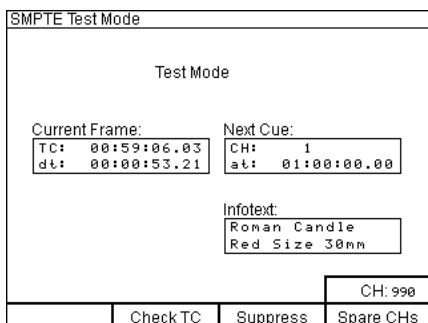 SMPTE Test Mode
Test Mode
Current Frame:
TC: 00:59:06.03
dt: 00:00:53.21
Next Cue:
CH: 1
at: 01:00:00.00
Infotext:
Roman Candle
Red Size 30mm
CH: 990
Check TC Suppress Spare CHs